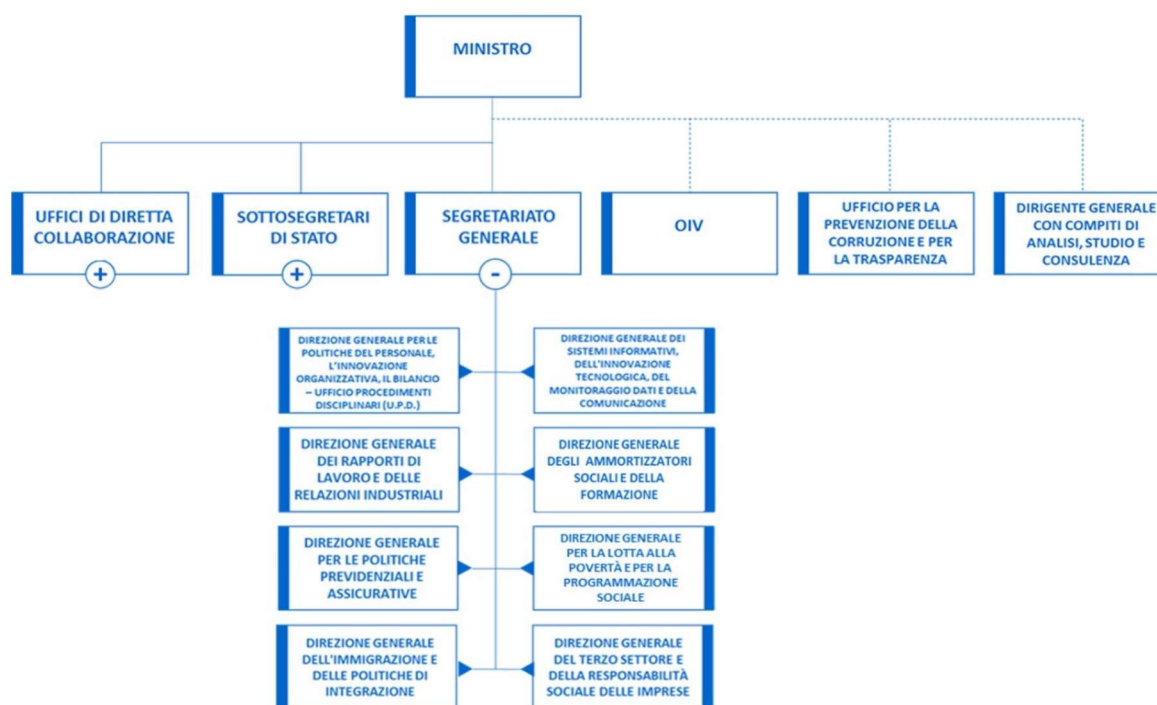 MINISTRO
UFFICI DI DIRETTA
COLLABORAZIONE
+
SOTTOSEGRETARI
DI STATO
+
SEGRETARIATO
GENERALE
-
OIV
UFFICIO PER LA
PREVENZIONE DELLA
CORRUZIONE E PER
LA TRASPARENZA
DIRIGENTE GENERALE
CON COMPITI DI
ANALISI, STUDIO E
CONSULENZA
DIREZIONE GENERALE PER LE
POLITICHE DEL PERSONALE,
L'INNOVAZIONE
ORGANIZZATIVA, IL BILANCIO
– UFFICIO PROCEDIMENTI
DISCIPLINARI (U.P.D.)
DIREZIONE GENERALE DEI
SISTEMI INFORMATIVI,
DELL'INNOVAZIONE
TECNOLOGICA, DEL
MONITORAGGIO DATI E DELLA
COMUNICAZIONE
DIREZIONE GENERALE
DEI RAPPORTI DI
LAVORO E DELLE
RELAZIONI INDUSTRIALI
DIREZIONE GENERALE
DEGLI AMMORTIZZATORI
SOCIALI E DELLA
FORMAZIONE
DIREZIONE GENERALE
PER LE POLITICHE
PREVIDENZIALI E
ASSICURATIVE
DIREZIONE GENERALE
PER LA LOTTA ALLA
POVERTÀ E PER LA
PROGRAMMAZIONE
SOCIALE
DIREZIONE GENERALE
DELL'IMMIGRAZIONE E
DELLE POLITICHE DI
INTEGRAZIONE
DIREZIONE GENERALE
DEL TERZO SETTORE E
DELLA RESPONSABILITÀ
SOCIALE DELLE IMPRESE